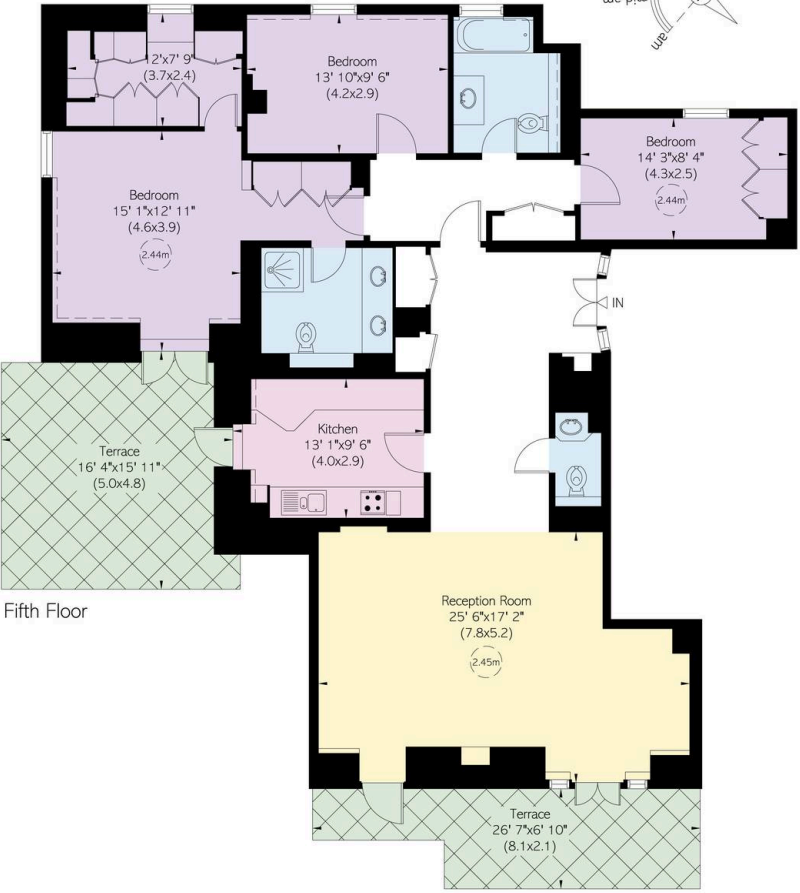 pm
am
12'x7' 9"
(3.7x2.4)
Bedroom
13' 10"x9' 6"
(4.2x2.9)
Bedroom
14' 3"x8' 4"
(4.3x2.5)
2.44m
Bedroom
15' 1"x12' 11"
(4.6x3.9)
2.44m
IN
Kitchen
13' 1"x9' 6"
(4.0x2.9)
Terrace
16' 4"x15' 11"
(5.0x4.8)
Fifth Floor
Reception Room
25' 6"x17' 2"
(7.8x5.2)
2.45m
Terrace
26' 7"x6' 10"
(8.1x2.1)